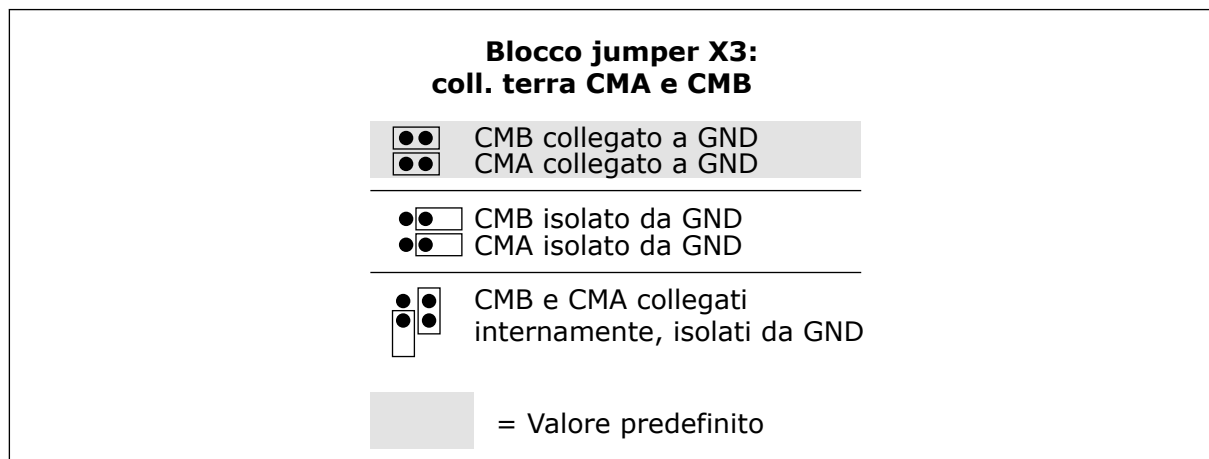 Blocco jumper X3:
coll. terra CMA e CMB
CMB collegato a GND
CMA collegato a GND
CMB isolato da GND
CMA isolato da GND
CMB e CMA collegati
internamente, isolati da GND
= Valore predefinito